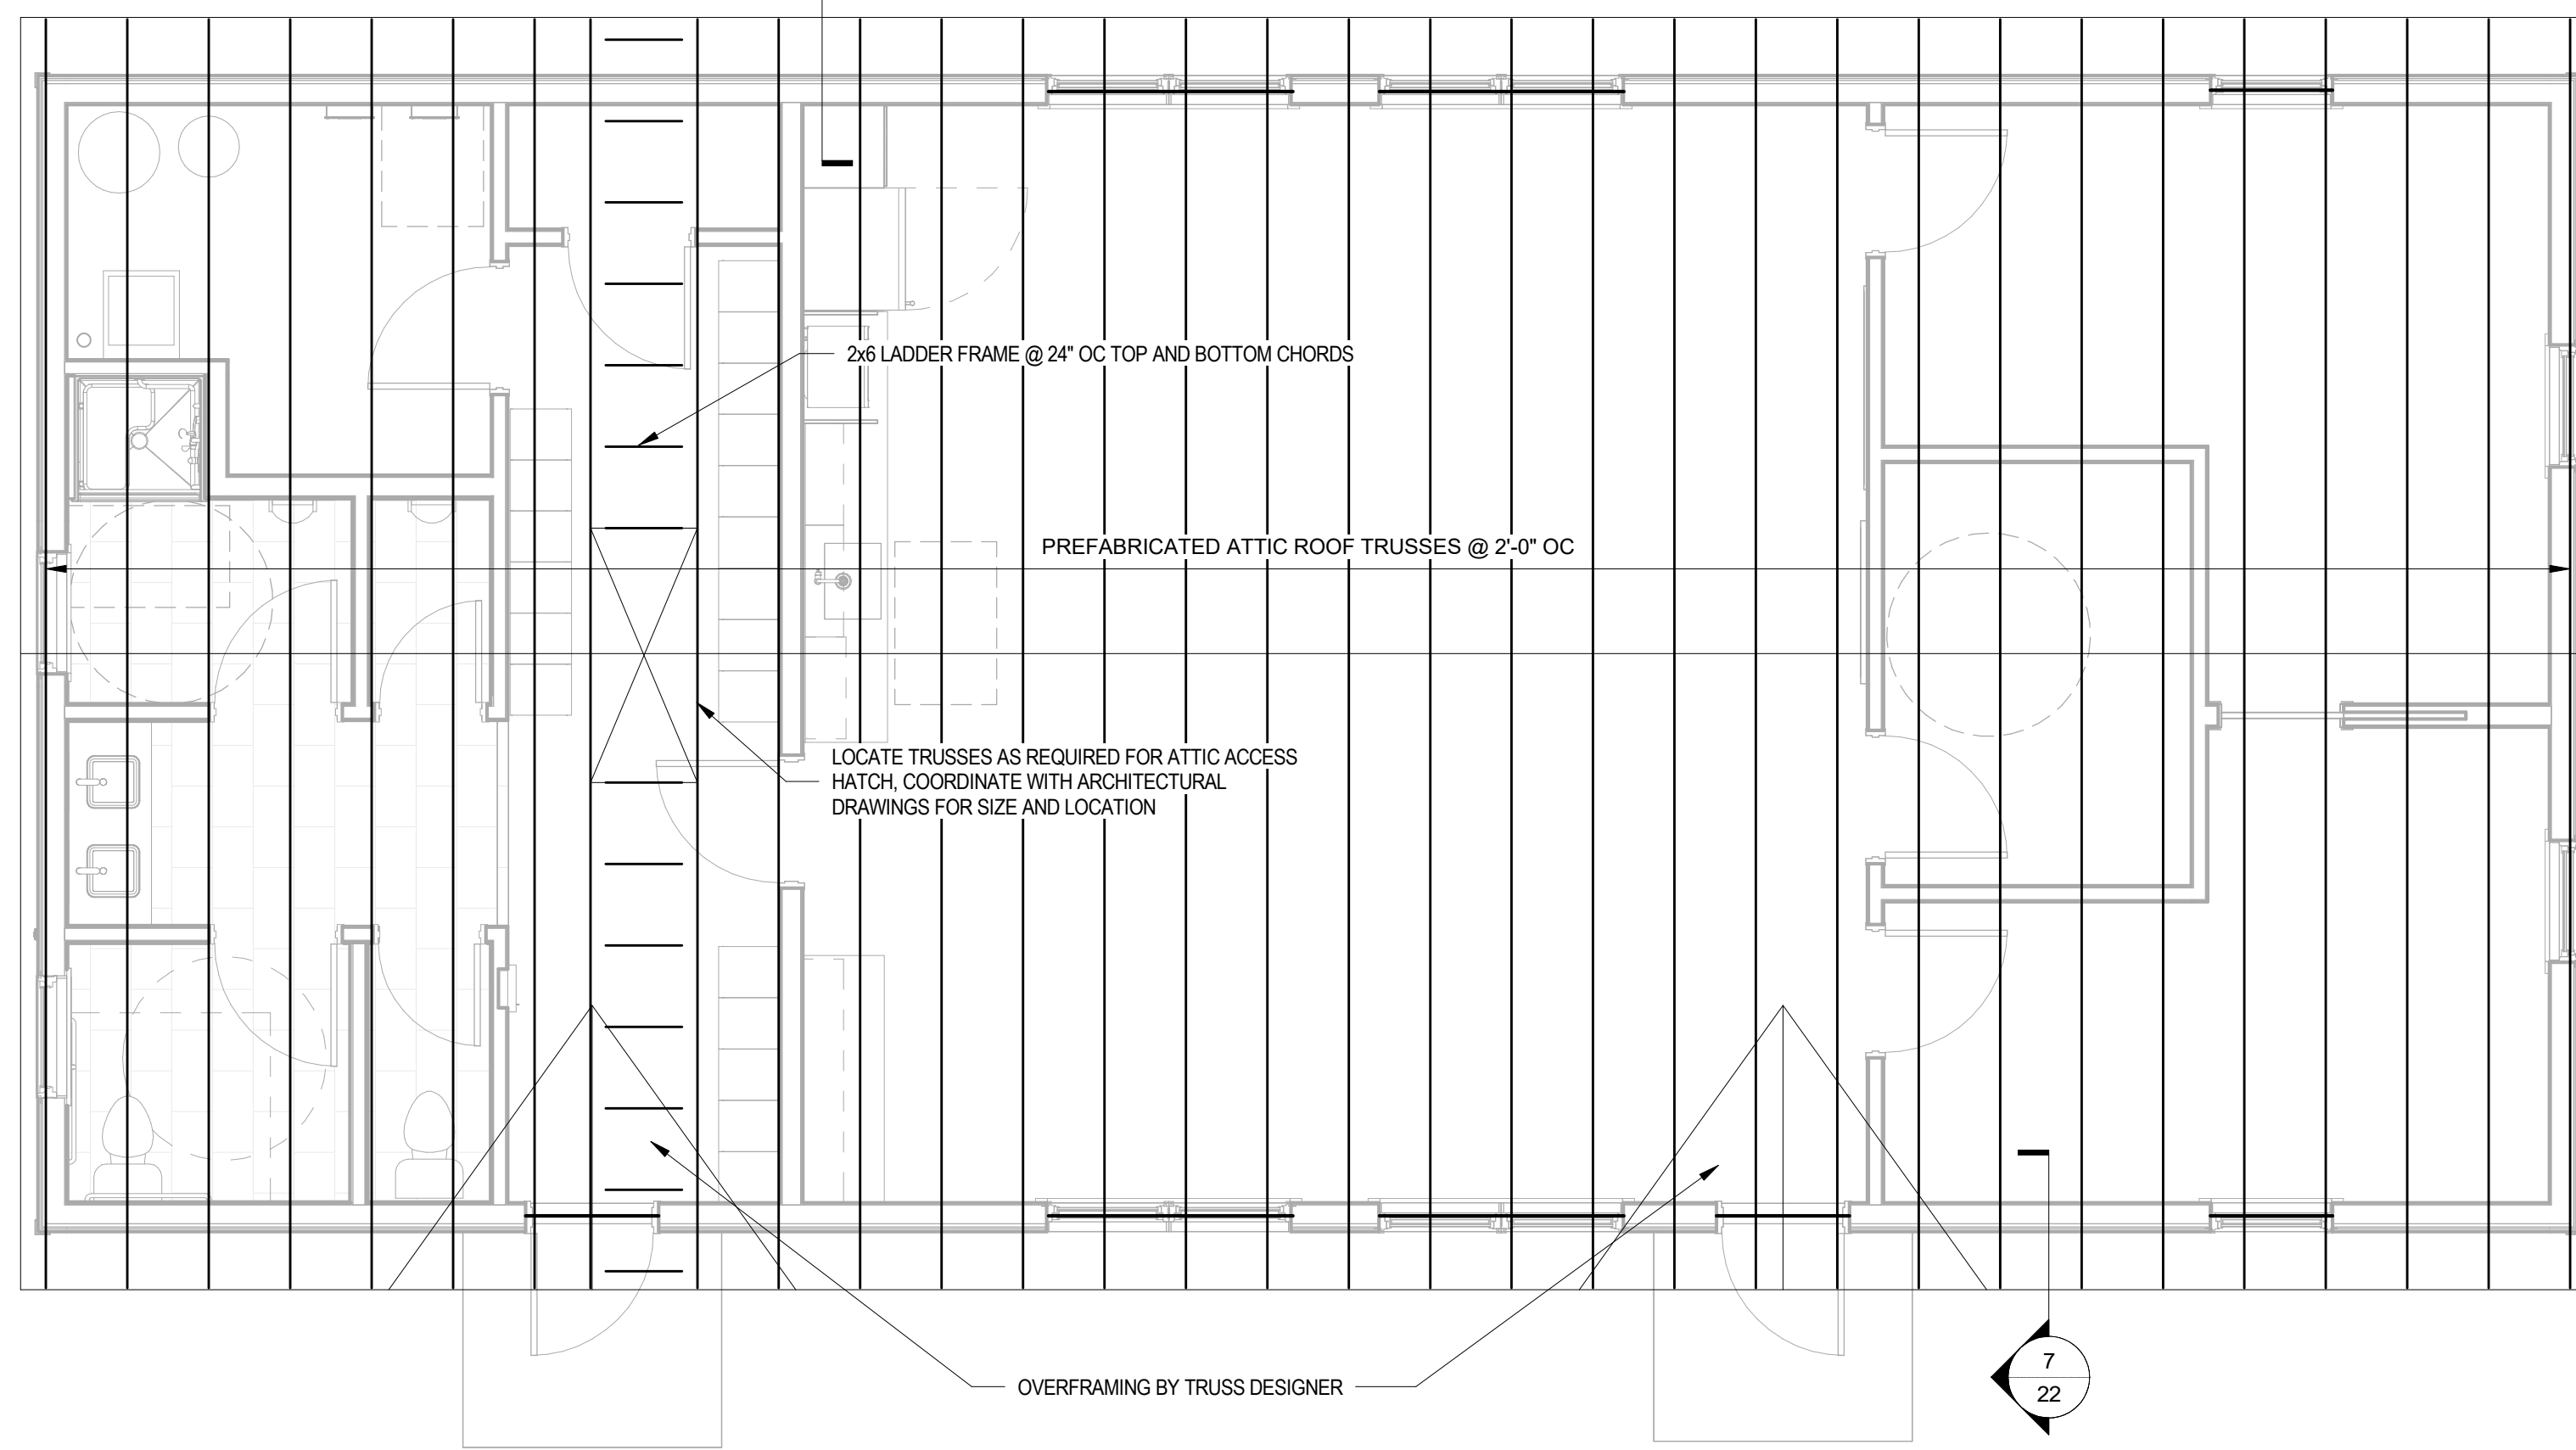 2x6 LADDER FRAME @ 24" OC TOP AND BOTTOM CHORDS
PREFABRICATED ATTIC ROOF TRUSSES @ 2'-0" OC
LOCATE TRUSSES AS REQUIRED FOR ATTIC ACCESS
HATCH, COORDINATE WITH ARCHITECTURAL
DRAWINGS FOR SIZE AND LOCATION
OVERFRAMING BY TRUSS DESIGNER
7
22